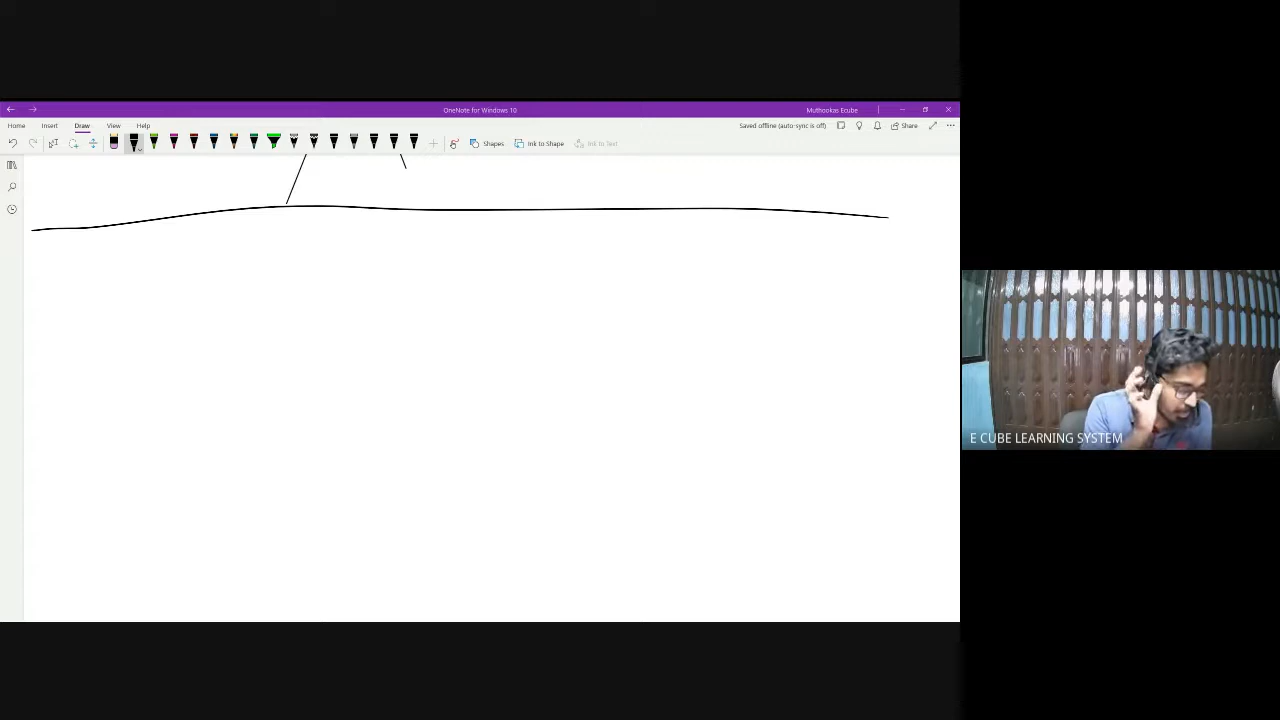 OneNote for Windows 10
Muthookas Ecube
Home Insert Draw View Help
Saved offline (auto-sync is off)
Share
Shapes
Ink to Shape
Ink to Text
E CUBE LEARNING SYSTEM